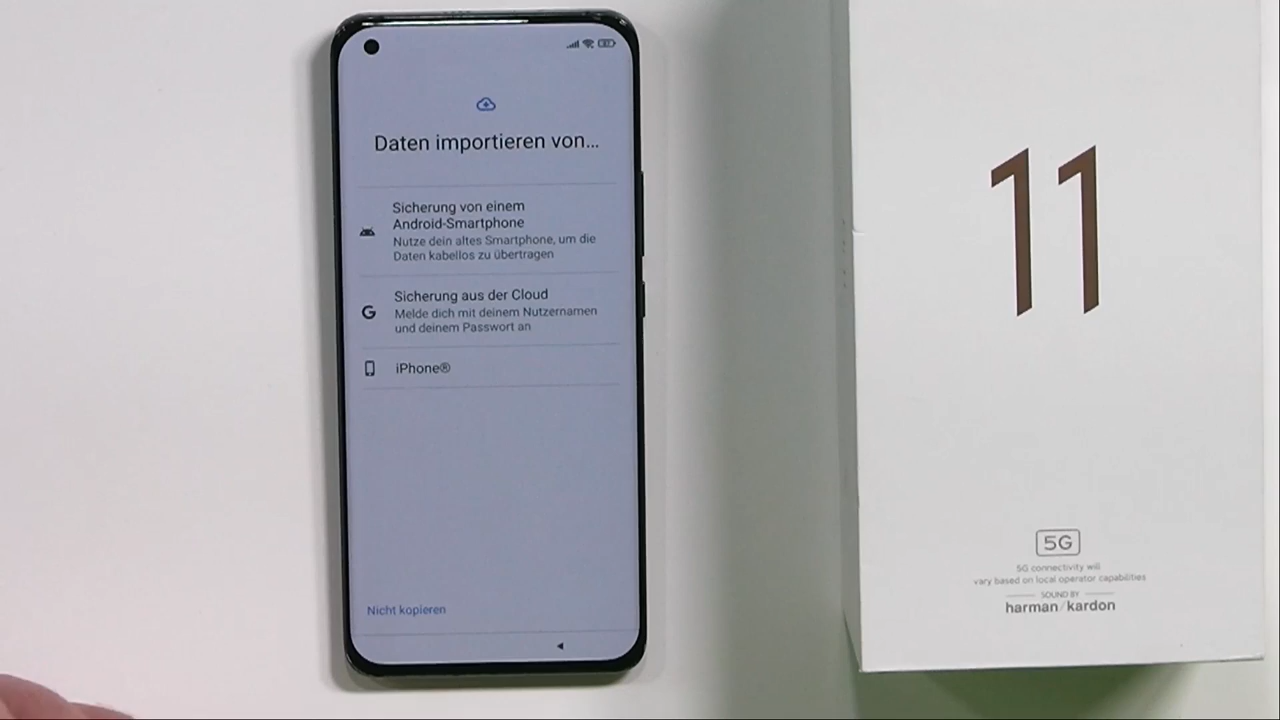 Daten importieren von...
Sicherung von einem
Android-Smartphone
Nutze dein altes Smartphone, um die
Daten kabellos zu übertragen
G
Sicherung aus der Cloud
Melde dich mit deinem Nutzernamen
und deinem Passwort an
iPhone®
Nicht kopieren
11
5G
5G connectivity will
vary based on local operator capabilities
SOUND BY
harman/kardon